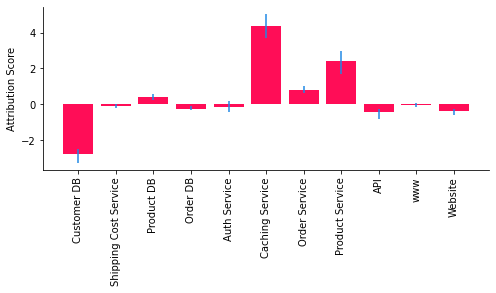 Attribution Score
4
2
0
−2
Customer DB
Shipping Cost Service
Product DB
Order DB
Auth Service
Caching Service
Order Service
Product Service
API
www
Website